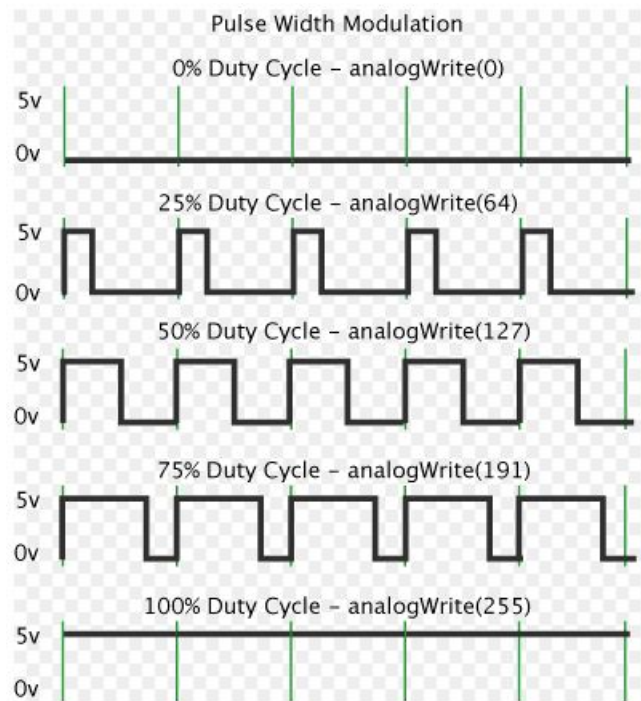 Pulse Width Modulation
0% Duty Cycle – analogWrite(0)
5v
0v
25% Duty Cycle – analogWrite(64)
5v
0v
50% Duty Cycle – analogWrite(127)
5v
0v
75% Duty Cycle – analogWrite(191)
5v
0v
100% Duty Cycle – analogWrite(255)
5v
0v